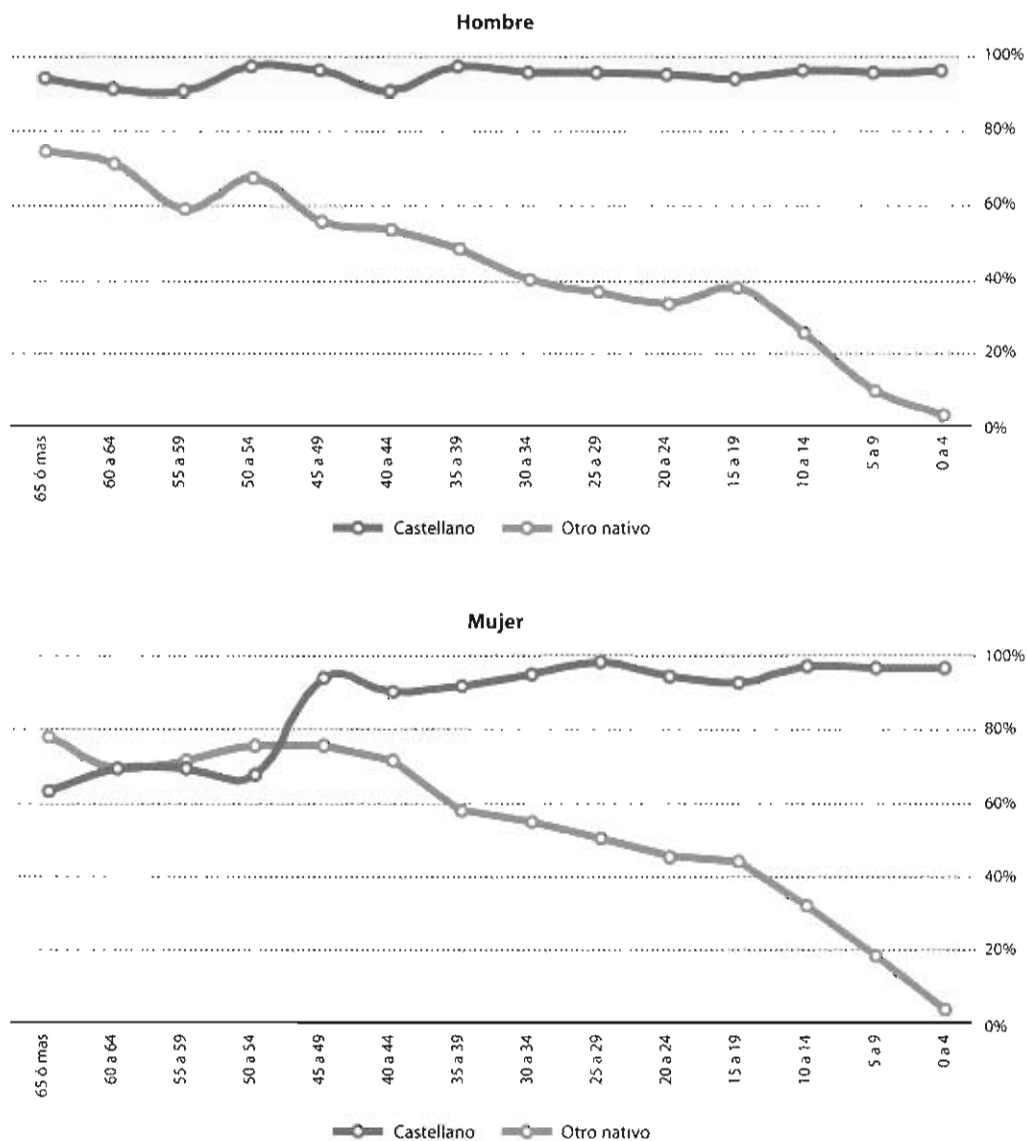 Hombre
100%
80%
60%
40%
20%
0%
65 ó mas
60 a 64
55 a 59
50 a 54
45 a 49
40 a 44
35 a 39
30 a 34
25 a 29
20 a 24
15 a 19
10 a 14
5 a 9
0 a 4
Castellano Otro nativo
Mujer
100%
80%
60%
40%
20%
0%
65 ó mas
60 a 64
55 a 59
50 a 54
45 a 49
40 a 44
35 a 39
30 a 34
25 a 29
20 a 24
15 a 19
10 a 14
5 a 9
0 a 4
Castellano Otro nativo